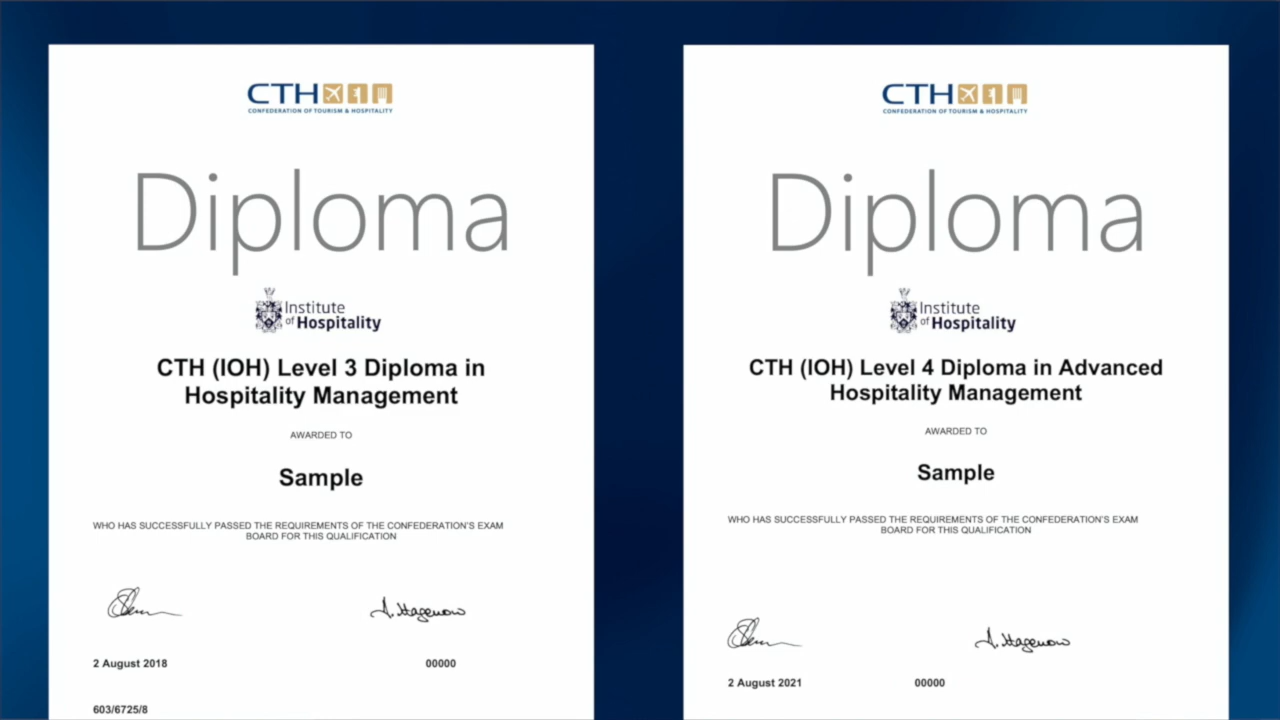 CTH
CONFEDERATION OF TOURISM & HOSPITALITY
Diploma
Institute
of Hospitality
CTH (IOH) Level 3 Diploma in
Hospitality Management
AWARDED TO
Sample
WHO HAS SUCCESSFULLY PASSED THE REQUIREMENTS OF THE CONFEDERATION'S EXAM
BOARD FOR THIS QUALIFICATION
A. Hagenow
2 August 2018 00000
603/6725/8
CTH
CONFEDERATION OF TOURISM & HOSPITALITY
Diploma
Institute
of Hospitality
CTH (IOH) Level 4 Diploma in Advanced
Hospitality Management
AWARDED TO
Sample
WHO HAS SUCCESSFULLY PASSED THE REQUIREMENTS OF THE CONFEDERATION'S EXAM
BOARD FOR THIS QUALIFICATION
A. Hagenow
2 August 2021 00000